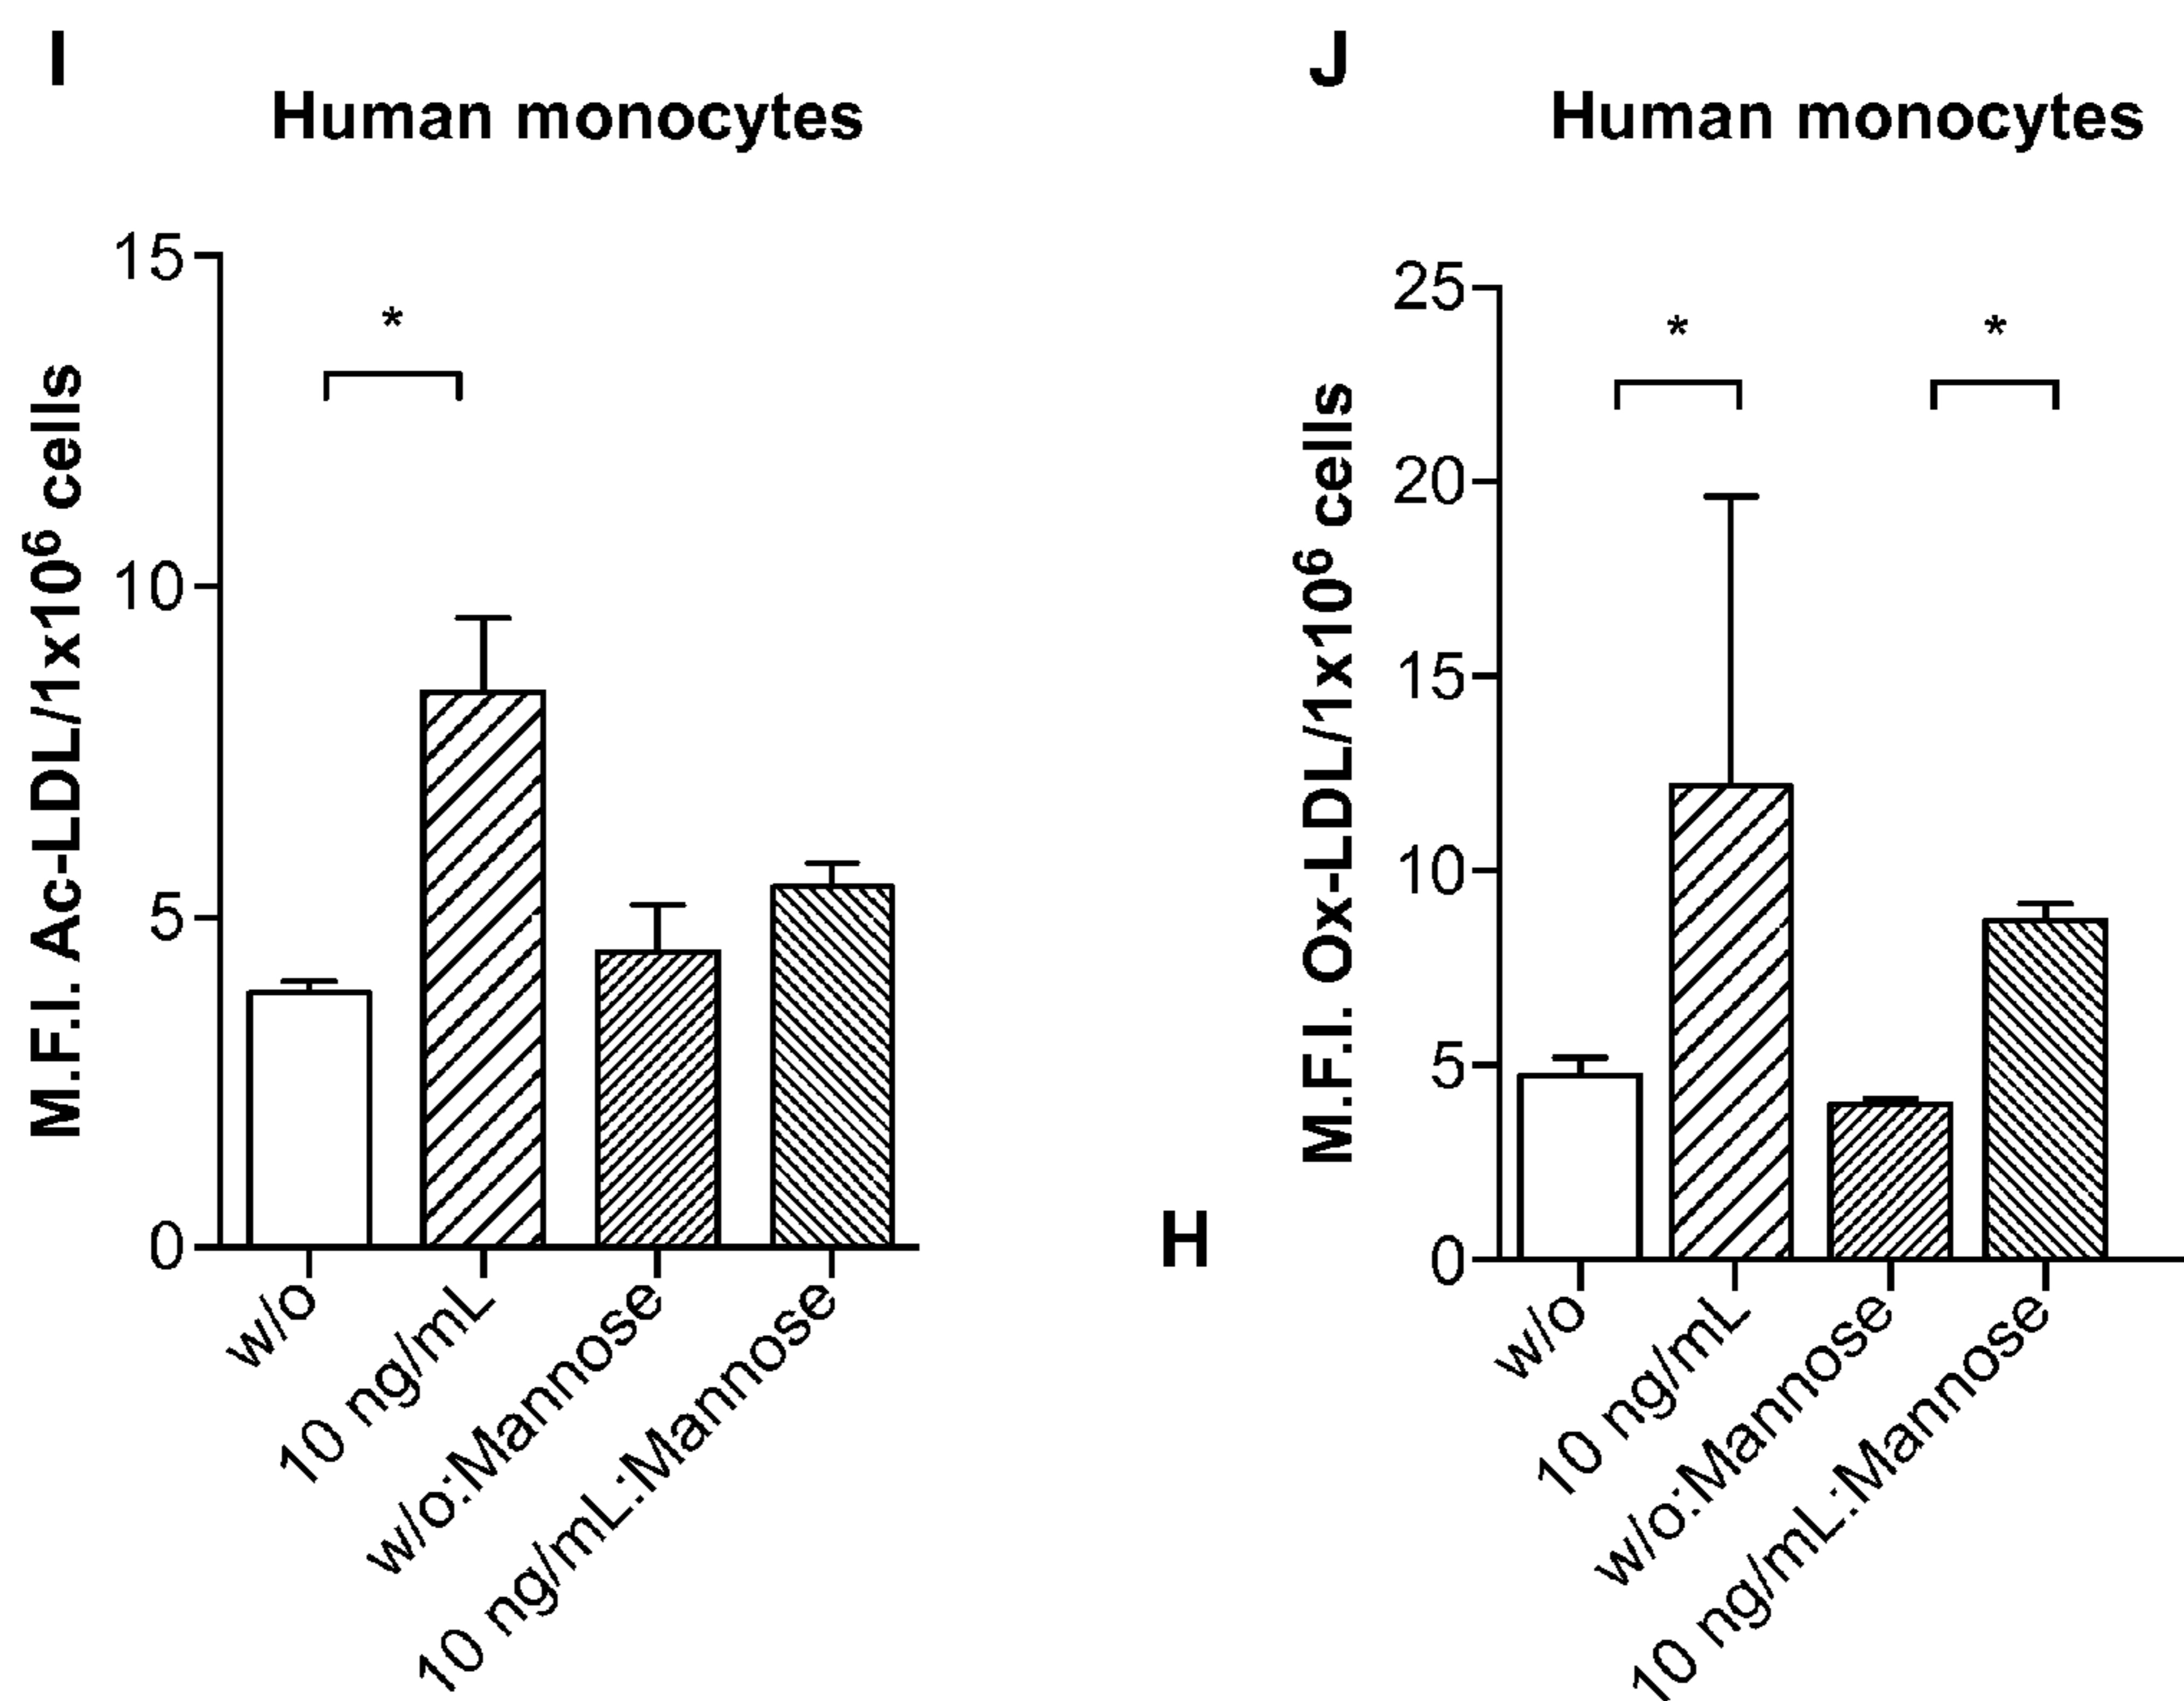 I
Human monocytes
M.F.I. Ac-LDL/1x10⁶ cells
15
10
5
0
*
w/o
10 ng/mL
w/o:Mannose
10 ng/mL:Mannose
J
Human monocytes
M.F.I. Ox-LDL/1x10⁶ cells
25
20
15
10
5
0
*
*
w/o
10 ng/mL
w/o:Mannose
10 ng/mL:Mannose
H